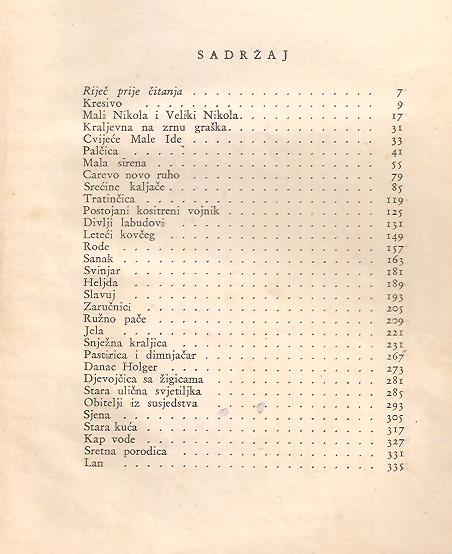 SADRŽAJ
Riječ prije čitanja . . . . . . . . . . . . . . 7
Kresivo . . . . . . . . . . . . . . . . 9
Mali Nikola i Veliki Nikola. . . . . . . . . . . 17
Kraljevna na zrnu graška. . . . . . . . . . . . 31
Cvijeće Male Ide . . . . . . . . . . . . . . 33
Palčica . . . . . . . . . . . . . . . . 41
Mala sirena . . . . . . . . . . . . . . . 55
Carevo novo ruho . . . . . . . . . . . . . 79
Srećine kaljače . . . . . . . . . . . . . . 85
Tratinčica . . . . . . . . . . . . . . . . 119
Postojani kositreni vojnik . . . . . . . . . . . 125
Divlji labudovi . . . . . . . . . . . . . . 131
Leteći kovčeg . . . . . . . . . . . . . . 149
Rode . . . . . . . . . . . . . . . . . 157
Sanak . . . . . . . . . . . . . . . . 163
Svinjar . . . . . . . . . . . . . . . . 181
Heljda . . . . . . . . . . . . . . . . 189
Slavuj . . . . . . . . . . . . . . . . 193
Zaručnici . . . . . . . . . . . . . . . . 205
Ružno pače . . . . . . . . . . . . . . . 209
Jela . . . . . . . . . . . . . . . . . 221
Snježna kraljica . . . . . . . . . . . . . . 231
Pastirica i dimnjačar . . . . . . . . . . . . 267
Danac Holger . . . . . . . . . . . . . . 273
Djevojčica sa žigicama . . . . . . . . . . . . 281
Stara ulična svjetiljka . . . . . . . . . . . . 285
Obitelji iz susjedstva . . . . . . . . . . . . 293
Sjena . . . . . . . . . . . . . . . . . 305
Stara kuća . . . . . . . . . . . . . . . 317
Kap vode . . . . . . . . . . . . . . . . 327
Sretna porodica . . . . . . . . . . . . . . 331
Lan . . . . . . . . . . . . . . . . . 335